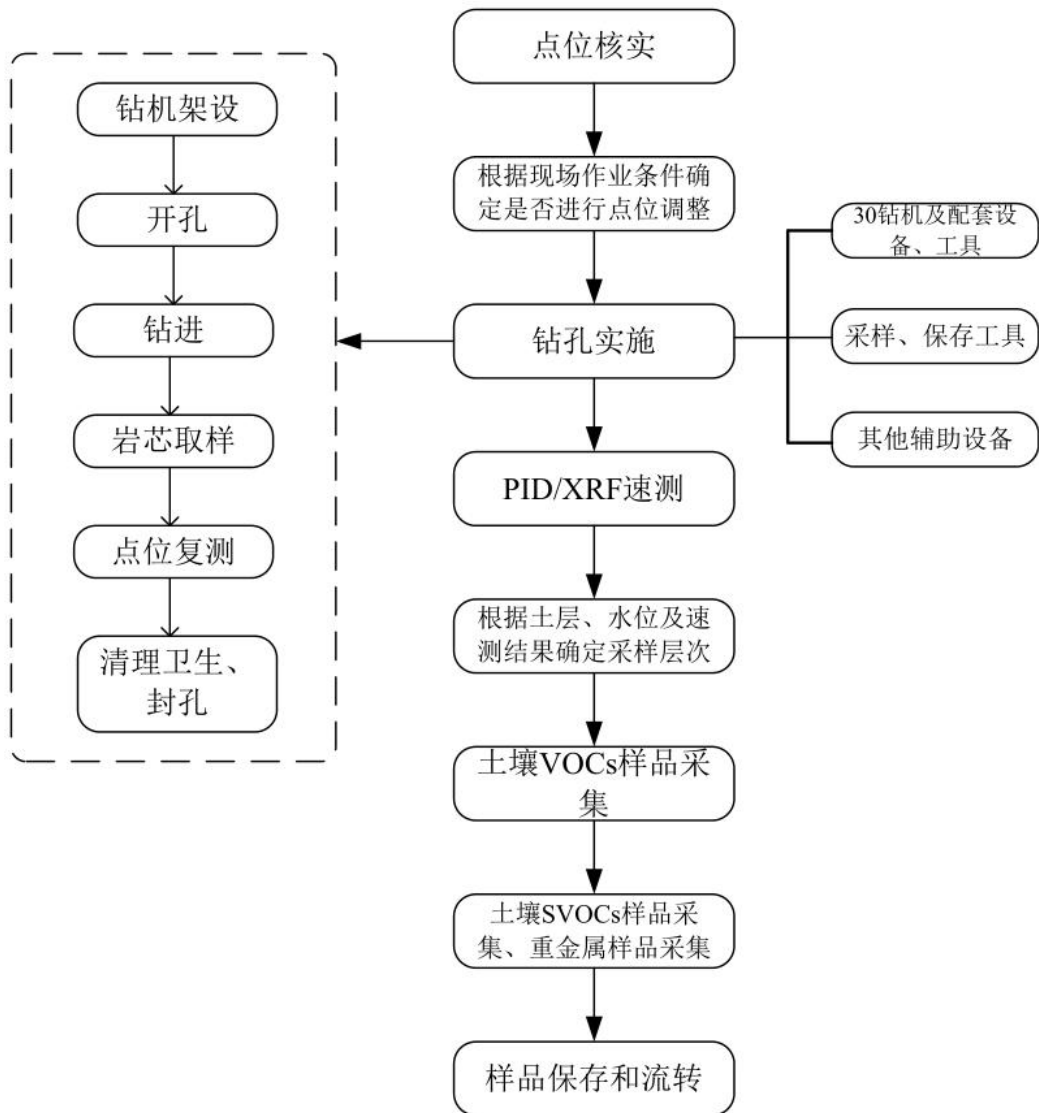 点位核实
根据现场作业条件确
定是否进行点位调整
钻孔实施
PID/XRF速测
根据土层、水位及速
测结果确定采样层次
土壤VOCs样品采
集
土壤SVOCs样品采
集、重金属样品采集
样品保存和流转
钻机架设
开孔
钻进
岩芯取样
点位复测
清理卫生、
封孔
30钻机及配套设
备、工具
采样、保存工具
其他辅助设备